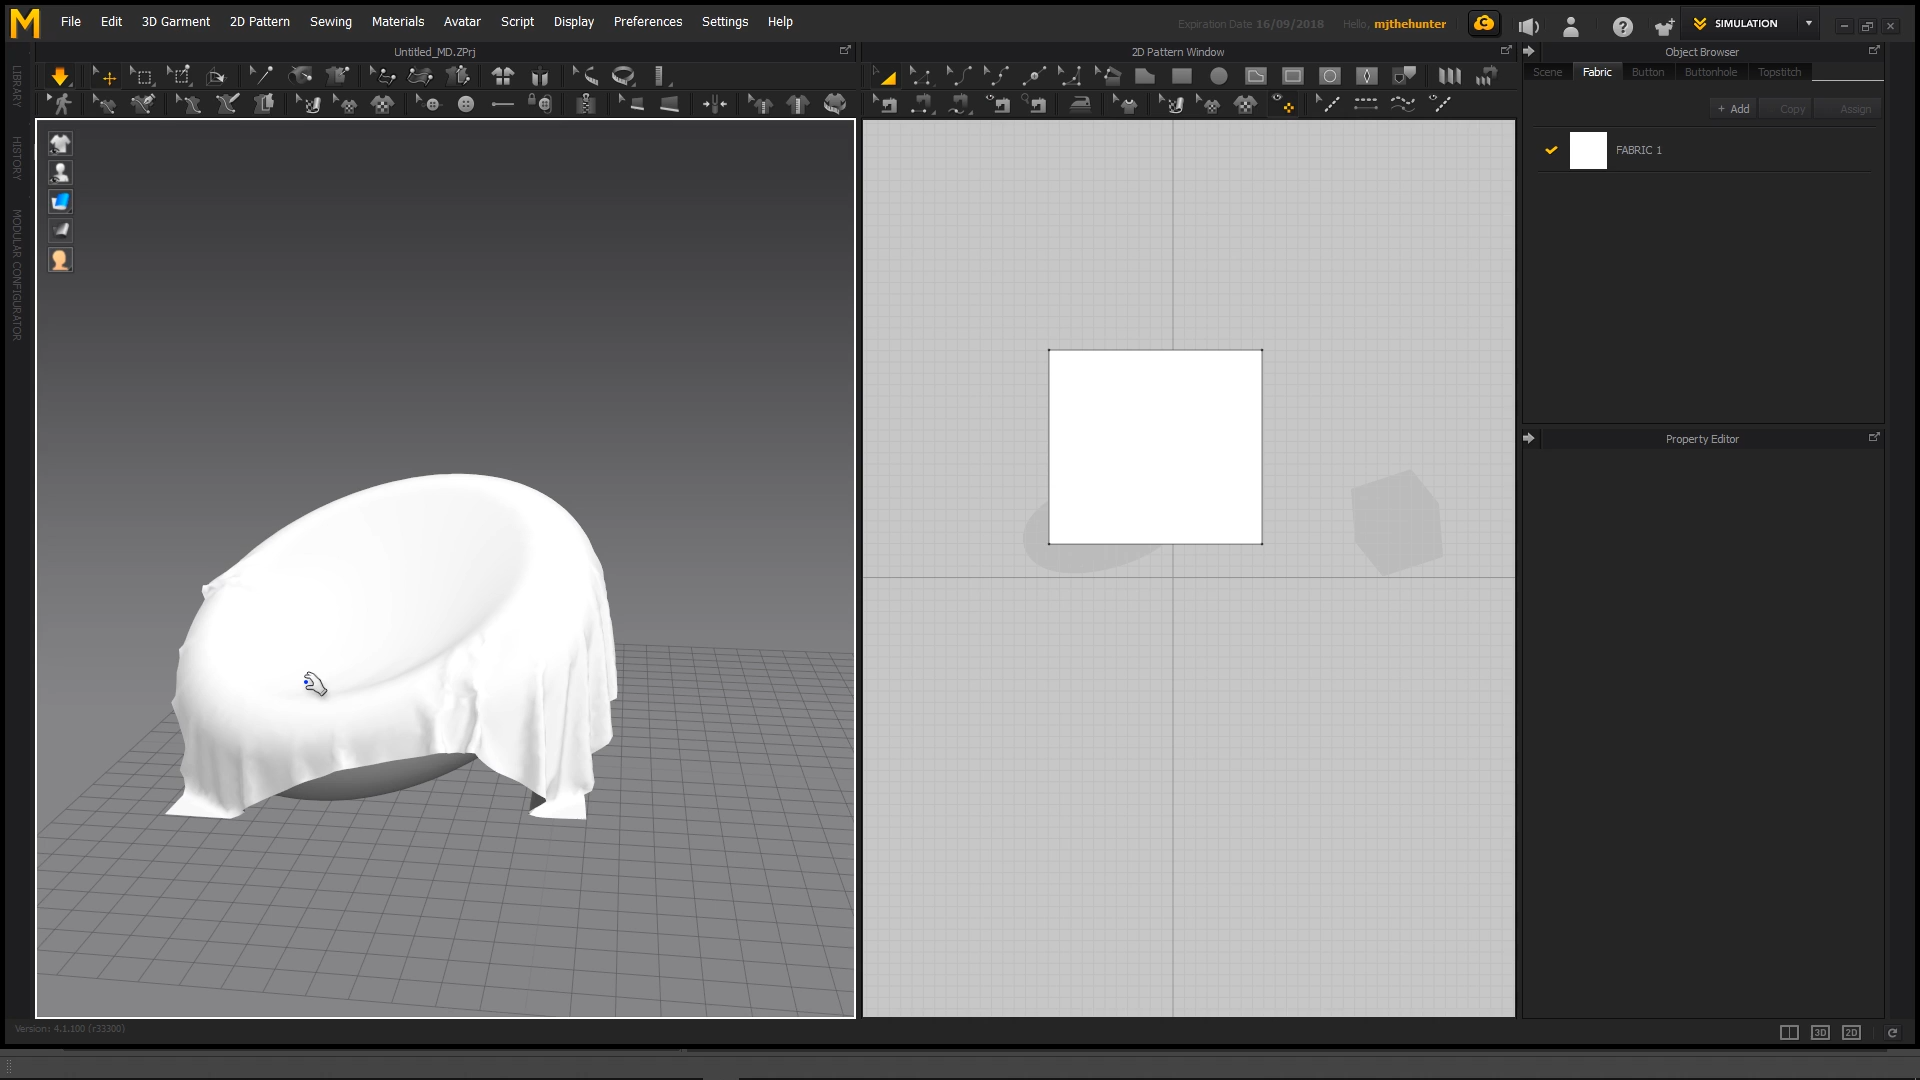 M File Edit 3D Garment 2D Pattern Sewing Materials Avatar Script Display Preferences Settings Help Expiration Date 16/09/2018 Hello, mjthehunter C ? SIMULATION
Untitled_MD.ZPrj
2D Pattern Window
Object Browser
Scene Fabric Button Buttonhole Topstitch
+ Add Copy Assign
FABRIC 1
Property Editor
LIBRARY
HISTORY
MODULAR CONFIGURATOR
Version: 4.1.100 (r33300)
3D 2D